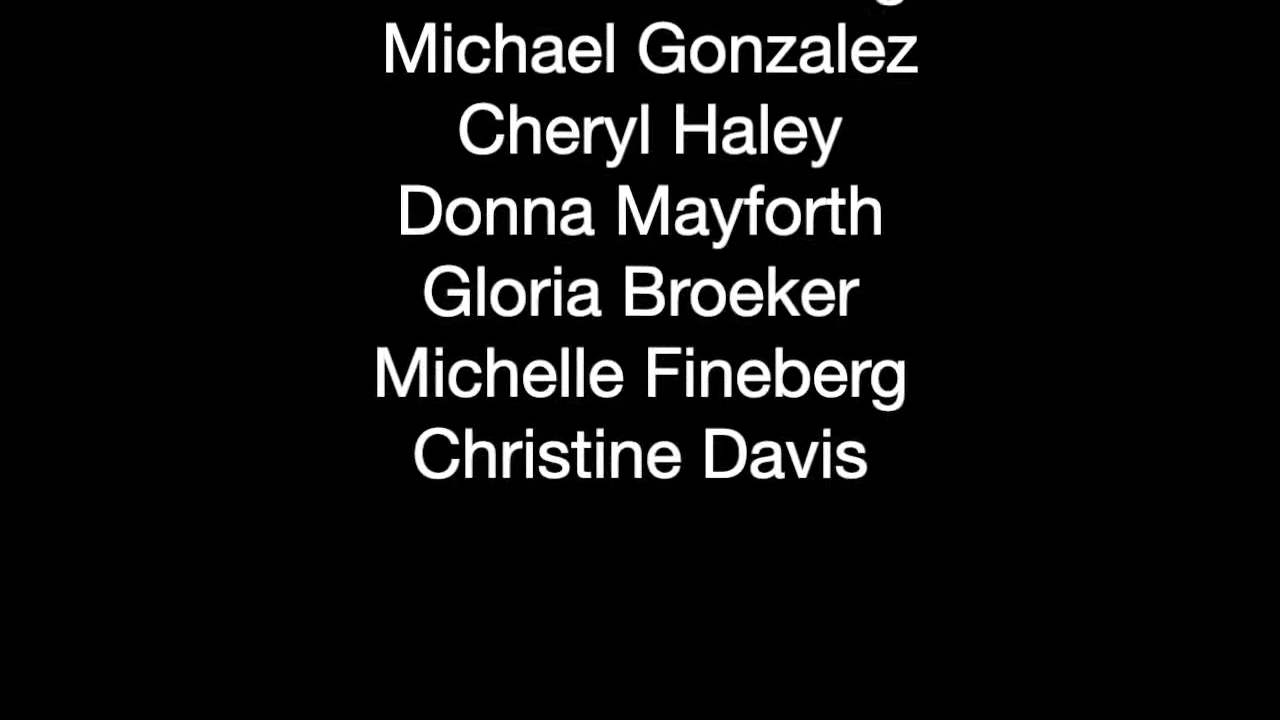 Michael Gonzalez
Cheryl Haley
Donna Mayforth
Gloria Broeker
Michelle Fineberg
Christine Davis